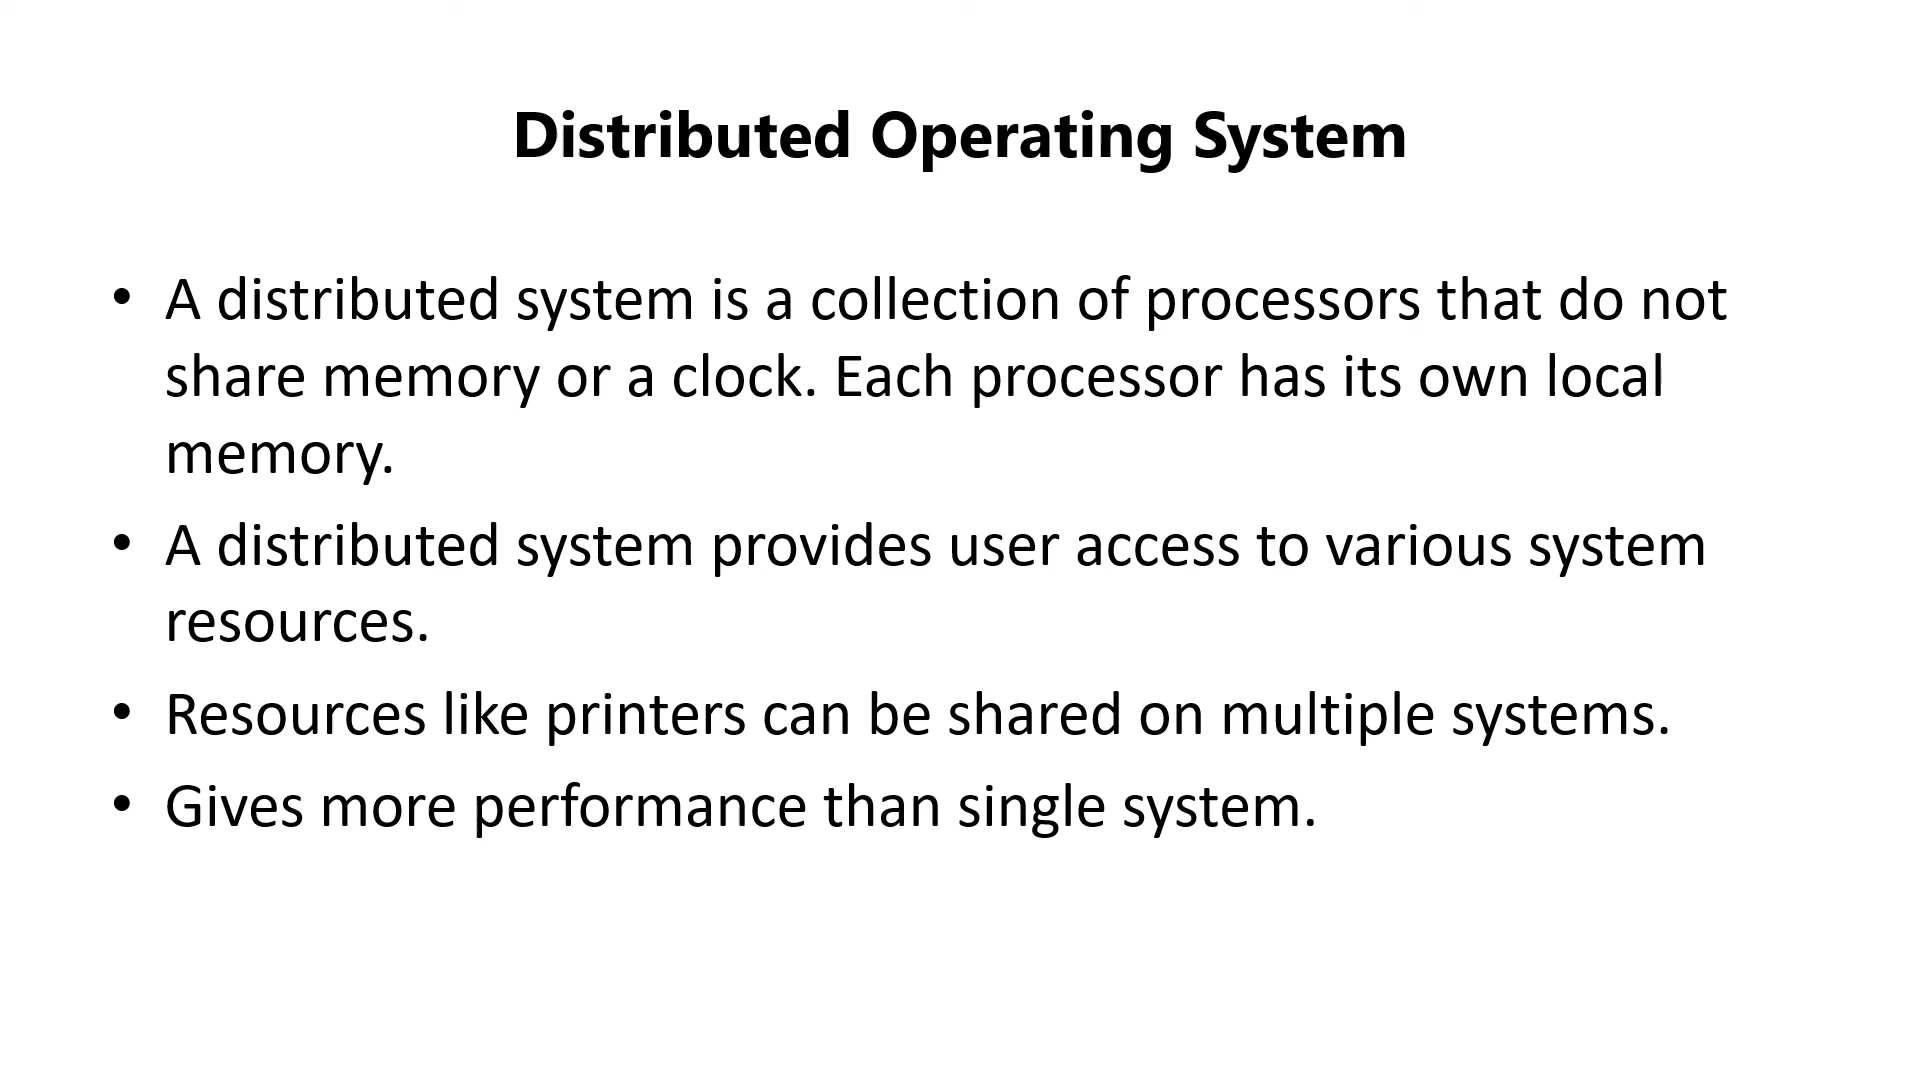 Distributed Operating System
• A distributed system is a collection of processors that do not
share memory or a clock. Each processor has its own local
memory.
• A distributed system provides user access to various system
resources.
• Resources like printers can be shared on multiple systems.
• Gives more performance than single system.